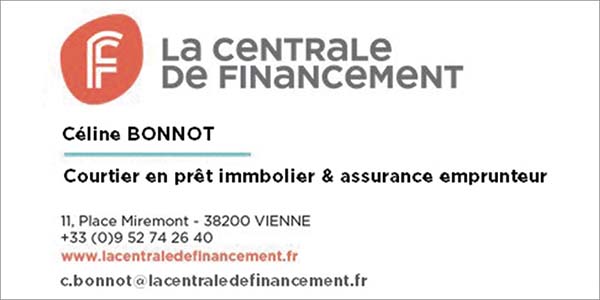 LA CENTRALE
DE FINANCEMENT
Céline BONNOT
Courtier en prêt immbolier & assurance emprunteur
11, Place Miremont - 38200 VIENNE
+33 (0)9 52 74 26 40
www.lacentraledefinancement.fr
c.bonnot@lacentraledefinancement.fr